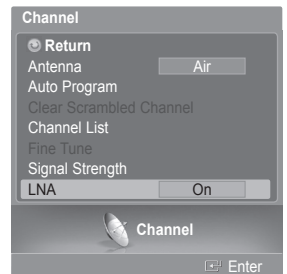 Channel
Return
Antenna Air
Auto Program
Clear Scrambled Channel
Channel List
Fine Tune
Signal Strength
LNA On
Channel
Enter